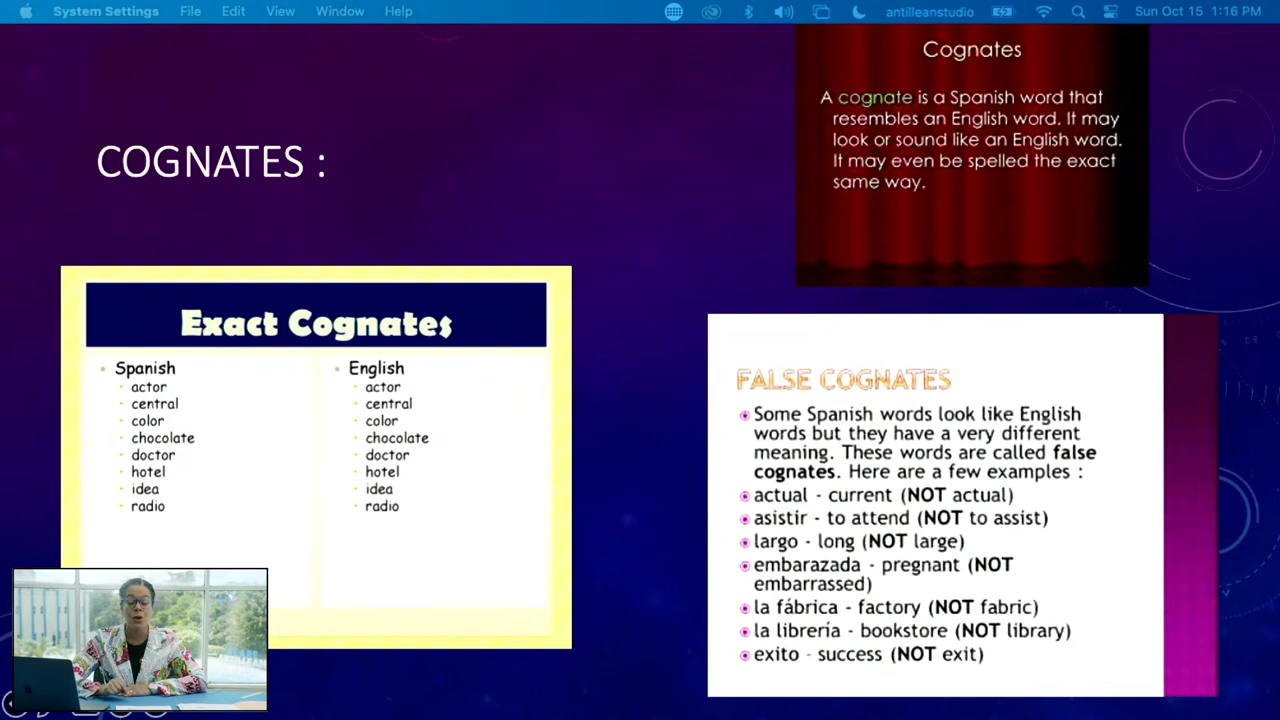 System Settings File Edit View Window Help antilleanstudio Sun Oct 15 1:16 PM
COGNATES :
Cognates
A cognate is a Spanish word that
resembles an English word. It may
look or sound like an English word.
It may even be spelled the exact
same way.
Exact Cognates
Spanish
actor
central
color
chocolate
doctor
hotel
idea
radio
English
actor
central
color
chocolate
doctor
hotel
idea
radio
FALSE COGNATES
Some Spanish words look like English
words but they have a very different
meaning. These words are called false
cognates. Here are a few examples :
actual - current (NOT actual)
asistir - to attend (NOT to assist)
largo - long (NOT large)
embarazada - pregnant (NOT
embarrassed)
la fábrica - factory (NOT fabric)
la librería - bookstore (NOT library)
exito - success (NOT exit)